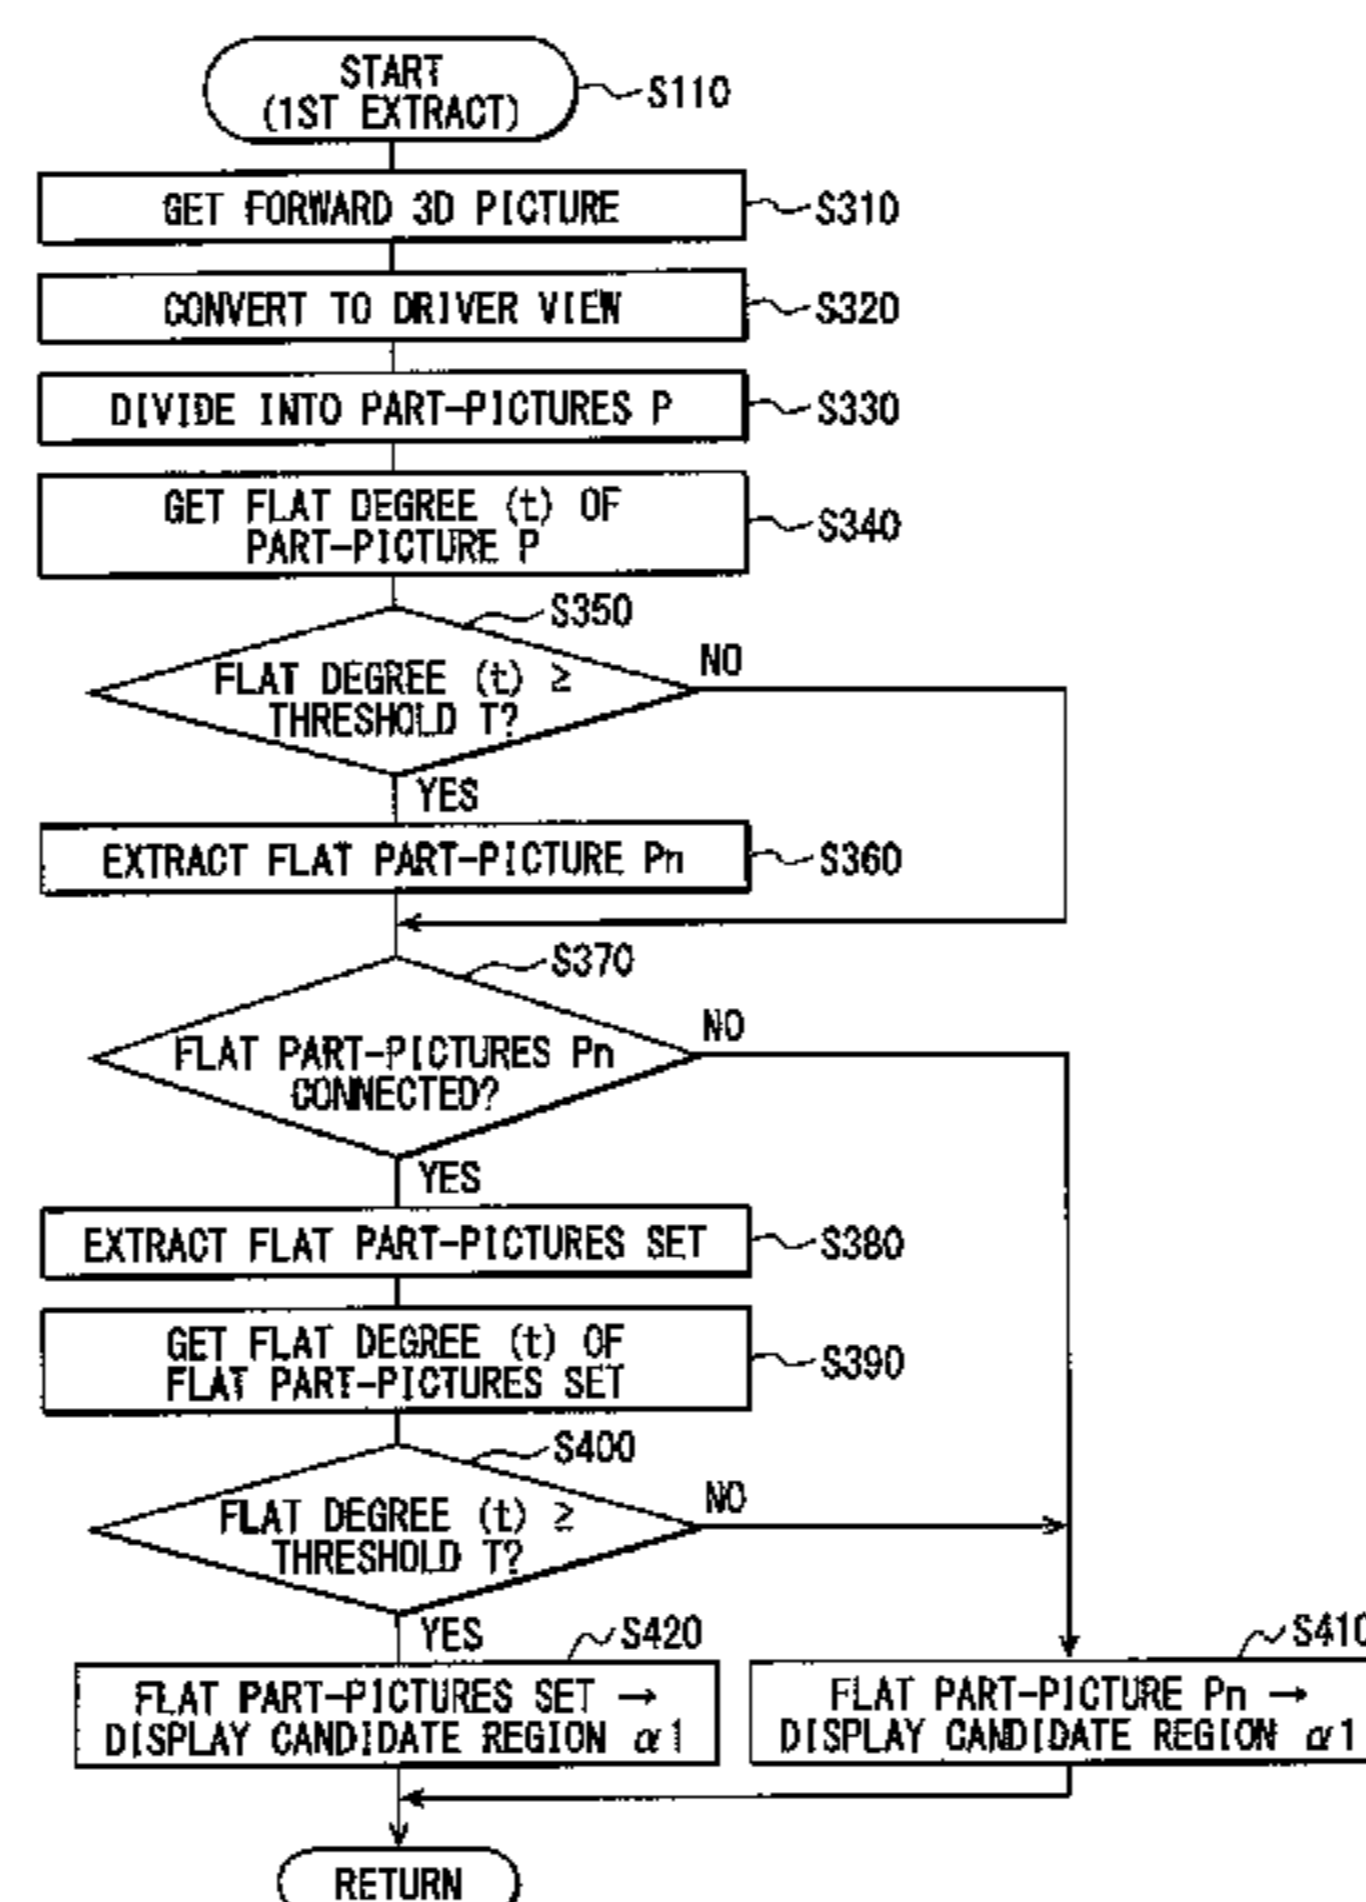 START
(1ST EXTRACT)
S110
GET FORWARD 3D PICTURE
S310
CONVERT TO DRIVER VIEW
S320
DIVIDE INTO PART-PICTURES P
S330
GET FLAT DEGREE (t) OF
PART-PICTURE P
S340
S350
FLAT DEGREE (t) ≥
THRESHOLD T?
NO
YES
EXTRACT FLAT PART-PICTURE Pn
S360
S370
FLAT PART-PICTURES Pn
CONNECTED?
NO
YES
EXTRACT FLAT PART-PICTURES SET
S380
GET FLAT DEGREE (t) OF
FLAT PART-PICTURES SET
S390
S400
FLAT DEGREE (t) ≥
THRESHOLD T?
NO
YES
S420
FLAT PART-PICTURES SET →
DISPLAY CANDIDATE REGION α1
S410
FLAT PART-PICTURE Pn →
DISPLAY CANDIDATE REGION α1
RETURN